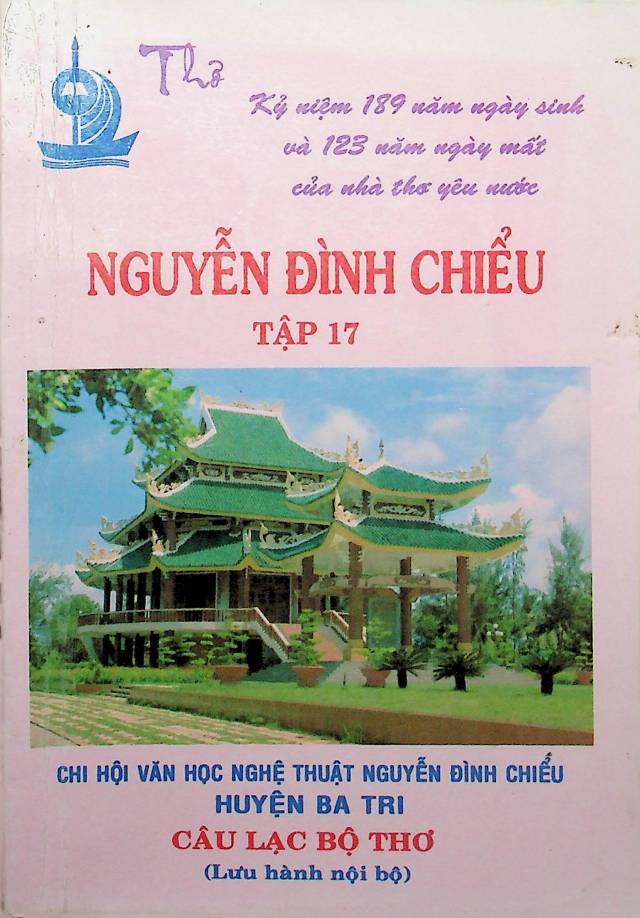 Thơ
Kỷ niệm 189 năm ngày sinh
và 123 năm ngày mất
của nhà thơ yêu nước
NGUYỄN ĐÌNH CHIỂU
TẬP 17
CHI HỘI VĂN HỌC NGHỆ THUẬT NGUYỄN ĐÌNH CHIỂU
HUYỆN BA TRI
CÂU LẠC BỘ THƠ
(Lưu hành nội bộ)